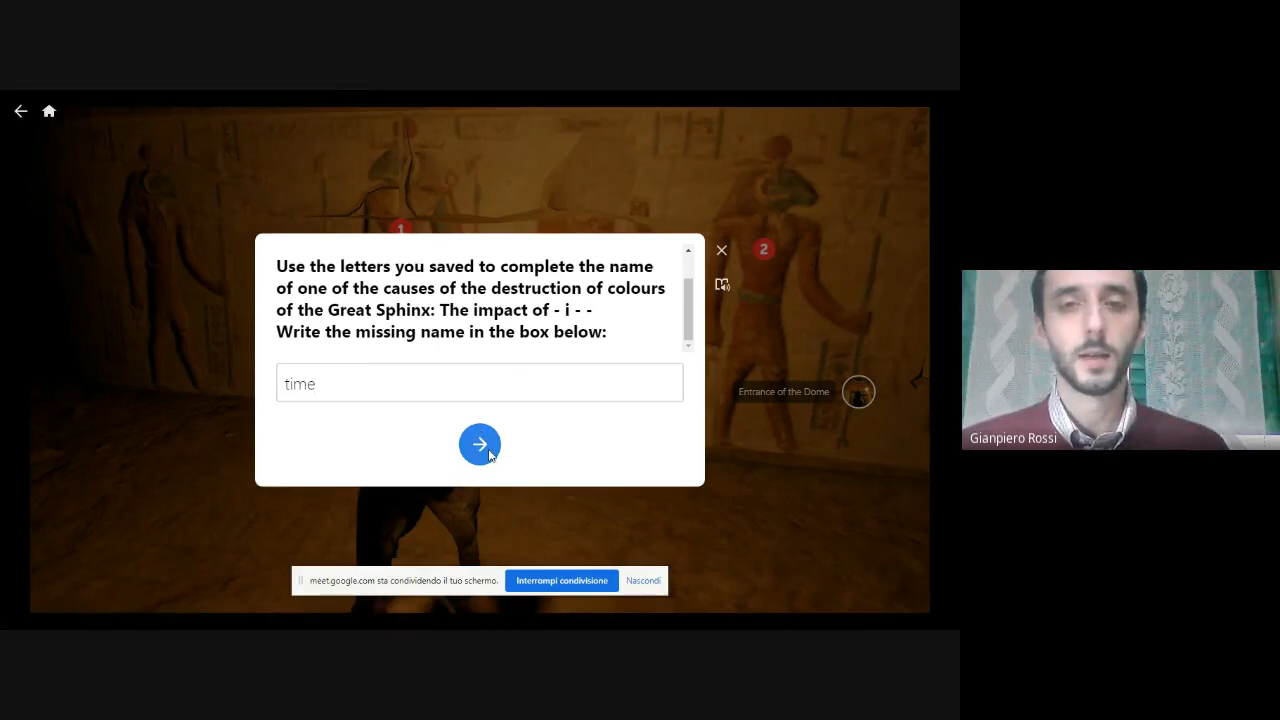 1
2
Use the letters you saved to complete the name
of one of the causes of the destruction of colours
of the Great Sphinx: The impact of - i - -
Write the missing name in the box below:
time
Entrance of the Dome
Gianpiero Rossi
meet.google.com sta condividendo il tuo schermo.
Interrompi condivisione
Nascondi